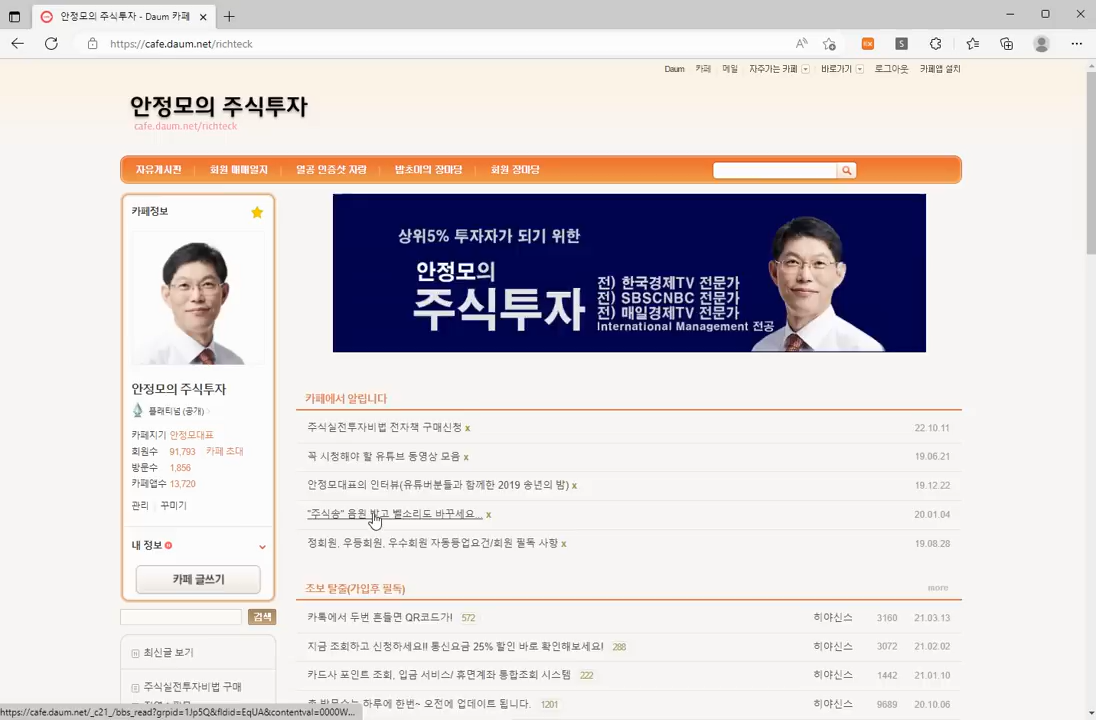 안정모의 주식투자 - Daum 카페
https://cafe.daum.net/richteck
Daum 카페 메일 자주가는 카페 바로가기 로그아웃 카페앱 설치
안정모의 주식투자
cafe.daum.net/richteck
자유게시판 회원 매매일지 열공 인증샷 자랑 밥초이의 장마당 회원 장마당
카페정보
상위5% 투자자가 되기 위한
안정모의
주식투자
전) 한국경제TV 전문가
전) SBSCNBC 전문가
전) 매일경제TV 전문가
International Management 전공
안정모의 주식투자
플래티넘 (공개)
카페지기 안정모대표
회원수 91,793 카페 초대
방문수 1,856
카페앱수 13,720
관리 꾸미기
내 정보
카페 글쓰기
검색
최신글 보기
주식실전투자비법 구매
카페에서 알립니다
주식실전투자비법 전자책 구매신청 x 22.10.11
꼭 시청해야 할 유튜브 동영상 모음 x 19.06.21
안정모대표의 인터뷰(유튜버분들과 함께한 2019 송년의 밤) x 19.12.22
"주식송" 음원 받고 벨소리도 바꾸세요... x 20.01.04
정회원, 우등회원, 우수회원 자동등업요건/회원 필독 사항 x 19.08.28
초보 탈출(가입후 필독) more
카톡에서 두번 흔들면 QR코드가! 572 히야신스 3160 21.03.13
지금 조회하고 신청하세요!! 통신요금 25% 할인 바로 확인해보세요! 288 히야신스 3072 21.02.02
카드사 포인트 조회, 입금 서비스/ 휴면계좌 통합조회 시스템 222 히야신스 1442 21.01.10
총 방문수는 하루에 한번~ 오전에 업데이트 됩니다. 1201 히야신스 9689 20.10.06
https://cafe.daum.net/_c21_/bbs_read?grpid=1Jp5Q&fldid=EqUA&contentval=0000W...